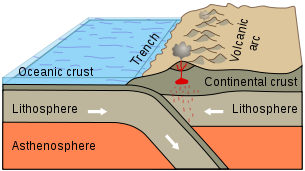 Trench
Volcanic
arc
Oceanic crust
Continental crust
Lithosphere
Lithosphere
Asthenosphere